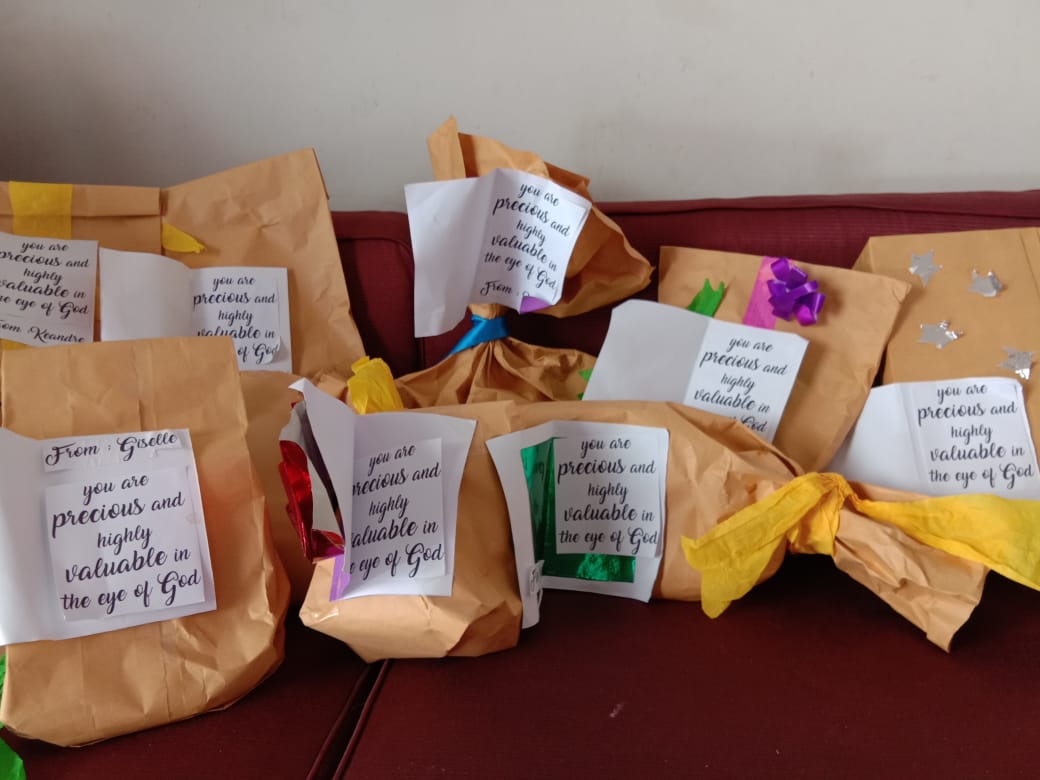 you are
precious and
highly
valuable in
the eye of God
From: Keandre
you are
precious and
highly
valuable in
the eye of God
you are
precious and
highly
valuable in
the eye of God
From :
you are
precious and
highly
valuable in
God
you are
precious and
highly
valuable in
the eye of God
From : Giselle
you are
precious and
highly
valuable in
the eye of God
you are
precious and
highly
valuable in
eye of God
you are
precious and
highly
valuable in
the eye of God